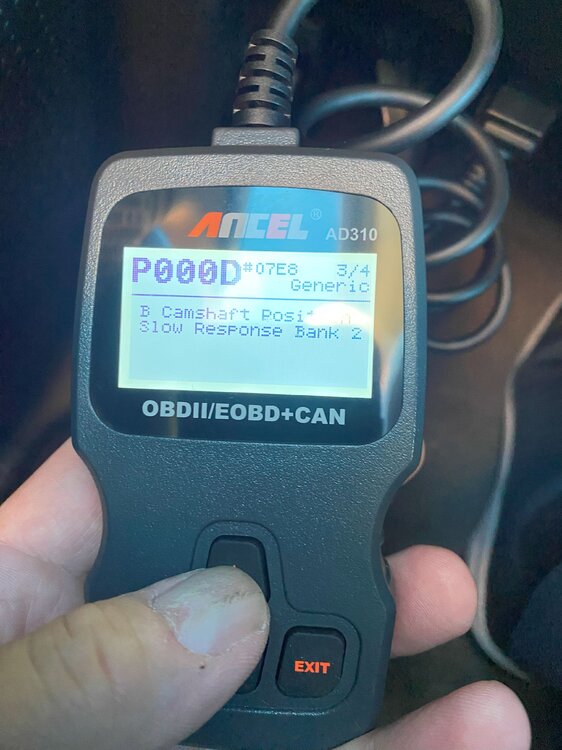 ANCEL®
AD310
P000D #07E8 3/4
Generic
B Camshaft Posi
Slow Response Bank 2
OBDII/EOBD+CAN
EXIT